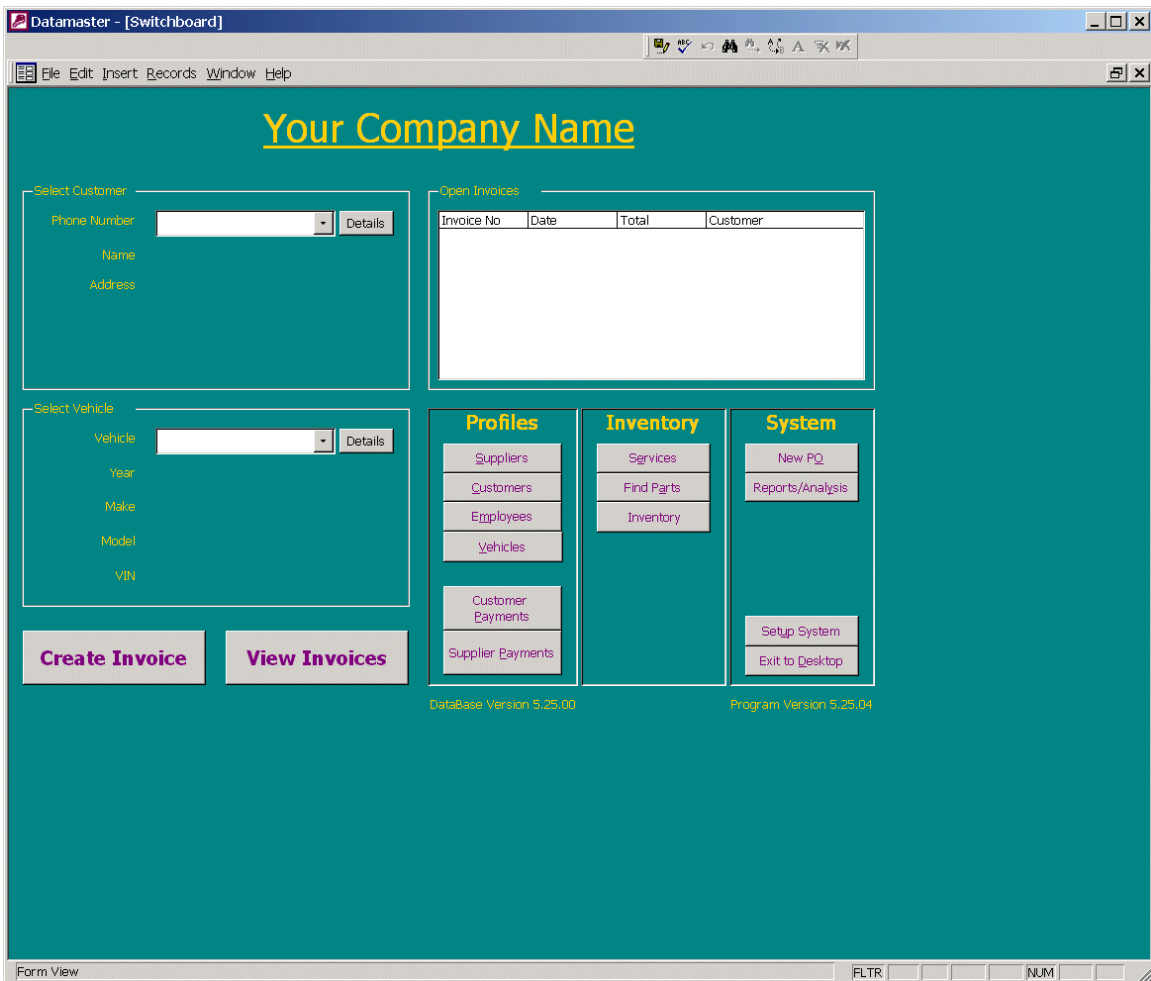 Datamaster - [Switchboard]
File Edit Insert Records Window Help
Your Company Name
Select Customer
Phone Number
Details
Name
Address
Open Invoices
Invoice No Date Total Customer
Select Vehicle
Vehicle
Details
Year
Make
Model
VIN
Create Invoice
View Invoices
Profiles
Suppliers
Customers
Employees
Vehicles
Customer
Payments
Supplier Payments
Inventory
Services
Find Parts
Inventory
System
New PO
Reports/Analysis
Setup System
Exit to Desktop
DataBase Version 5.25.00
Program Version 5.25.04
Form View
FLTR
NUM